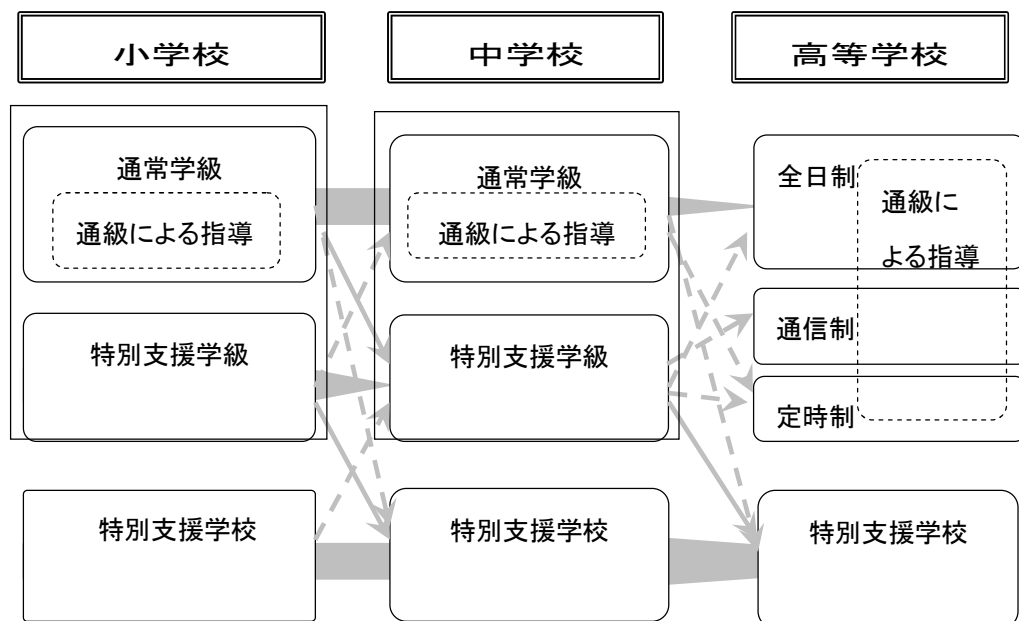 小学校
中学校
高等学校
通常学級
通級による指導
特別支援学級
特別支援学校
通常学級
通級による指導
特別支援学級
特別支援学校
全日制
通級に
よる指導
通信制
定時制
特別支援学校